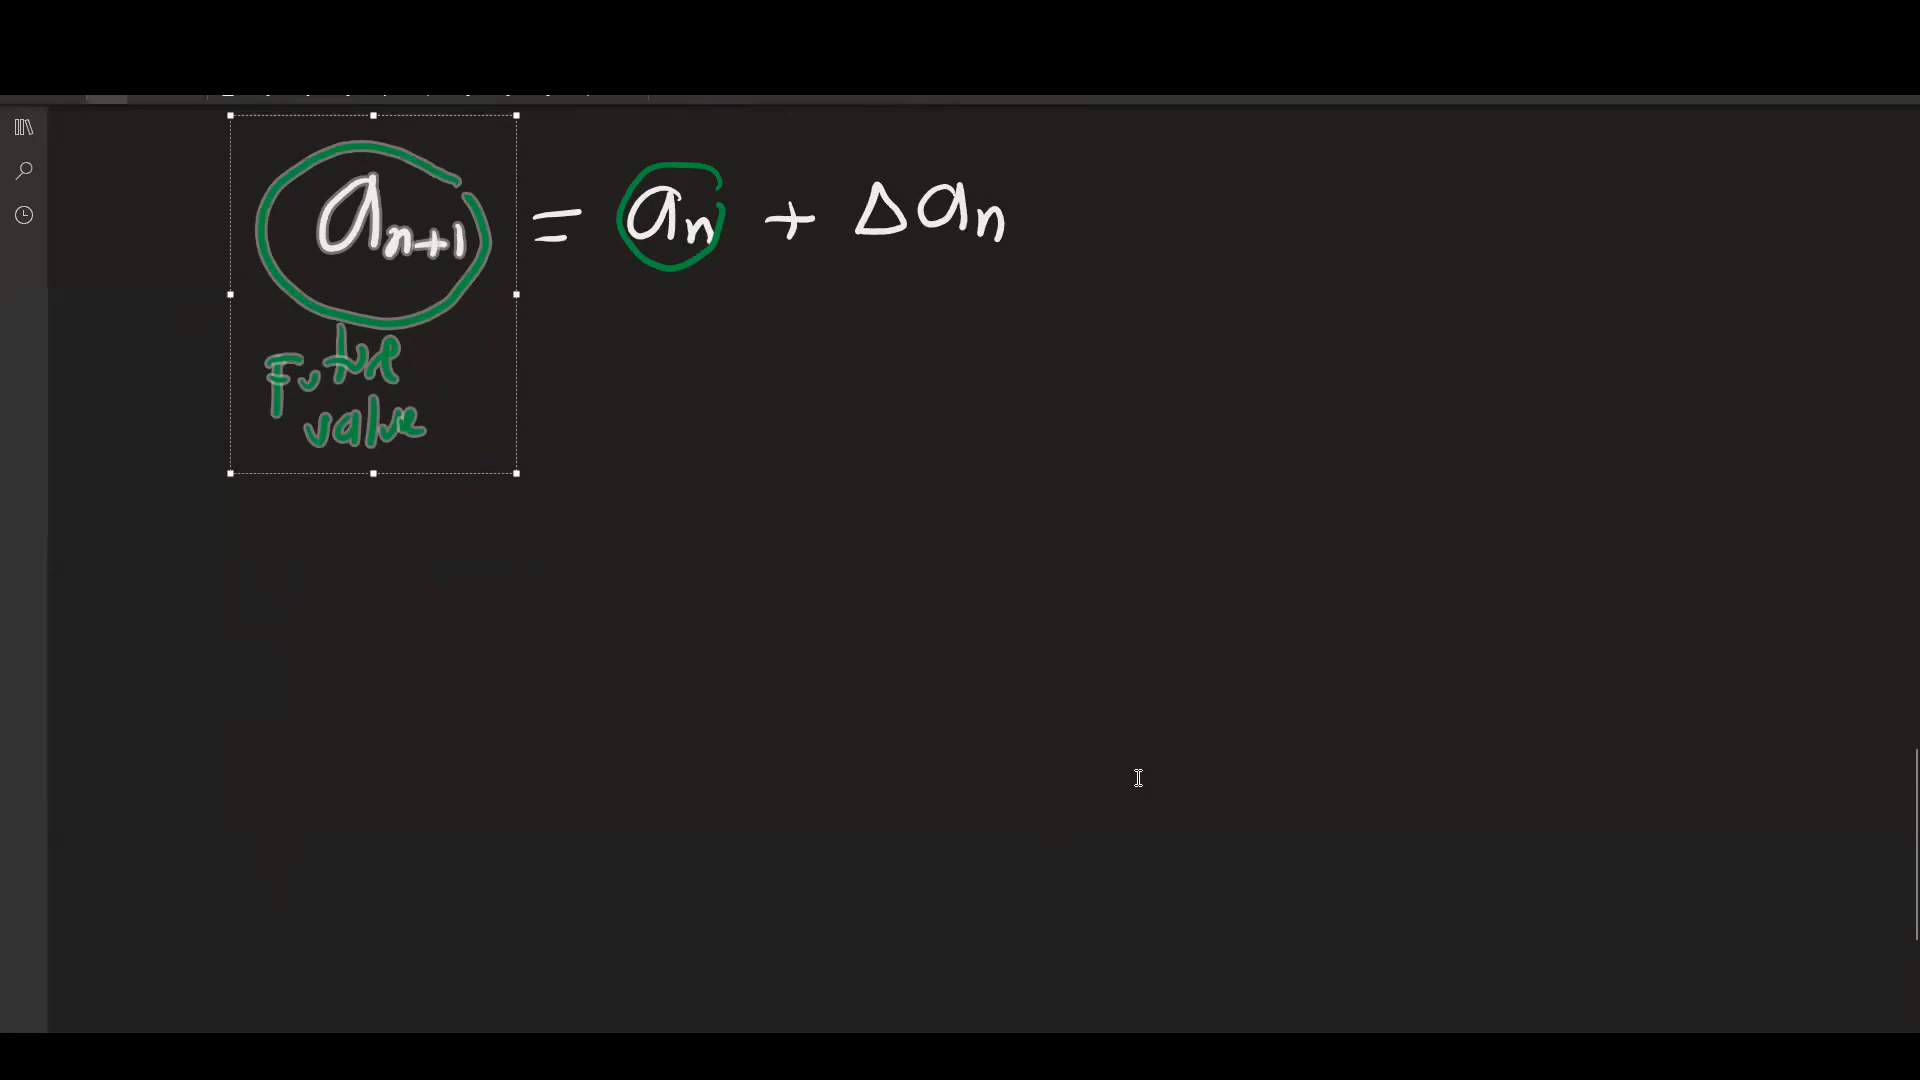 aₙ₊₁ = aₙ + Δaₙ
Future
value